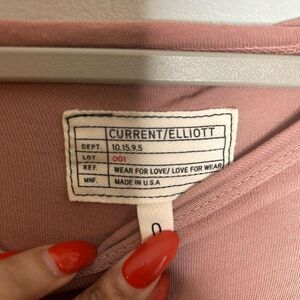 CURRENT/ELLIOTT
DEPT. 10.15.9.5
LOT 001
REF. WEAR FOR LOVE/ LOVE FOR WEAR
MNF. MADE IN U.S.A
0